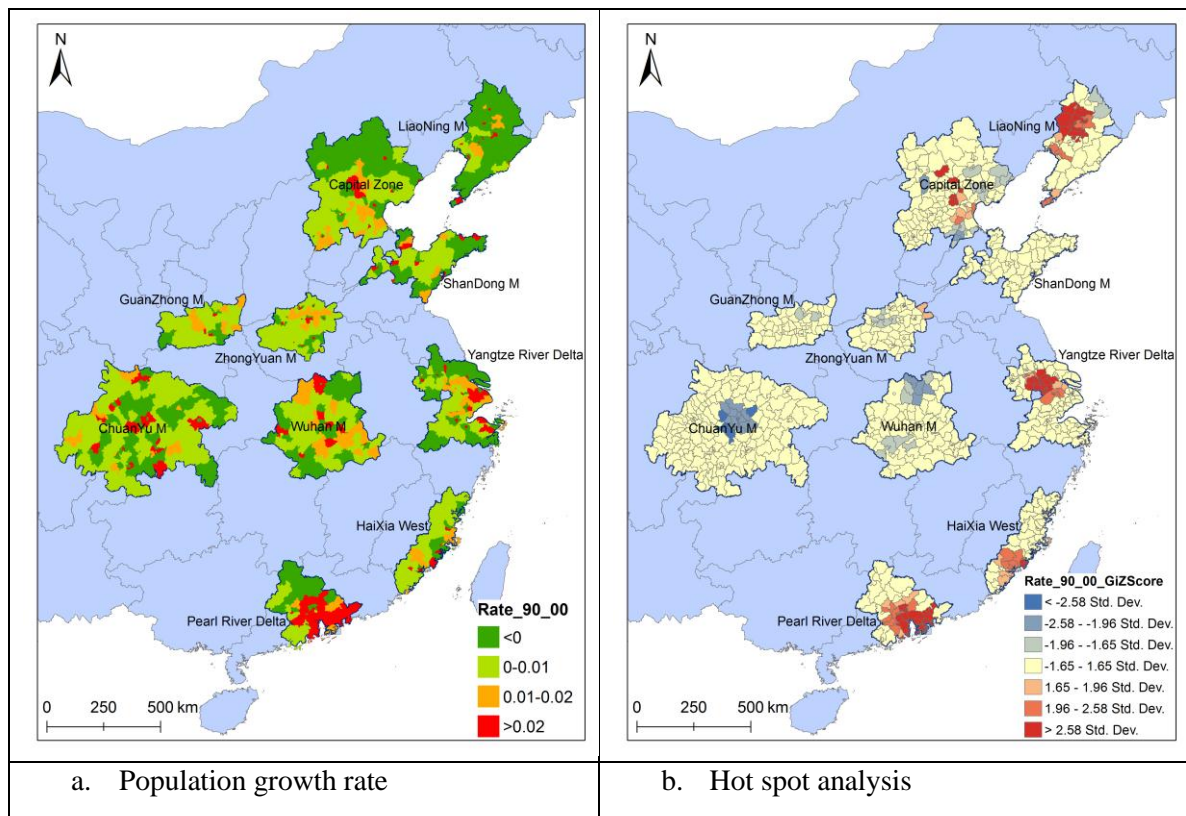 N
LiaoNing M
Capital Zone
ShanDong M
GuanZhong M
ZhongYuan M
Yangtze River Delta
ChuanYu M
Wuhan M
HaiXia West
Pearl River Delta
Rate_90_00
<0
0-0.01
0.01-0.02
>0.02
0 250 500 km
N
LiaoNing M
Capital Zone
ShanDong M
GuanZhong M
ZhongYuan M
Yangtze River Delta
ChuanYu M
Wuhan M
HaiXia West
Pearl River Delta
Rate_90_00_GiZScore
< -2.58 Std. Dev.
-2.58 - -1.96 Std. Dev.
-1.96 - -1.65 Std. Dev.
-1.65 - 1.65 Std. Dev.
1.65 - 1.96 Std. Dev.
1.96 - 2.58 Std. Dev.
> 2.58 Std. Dev.
0 250 500 km
a. Population growth rate
b. Hot spot analysis